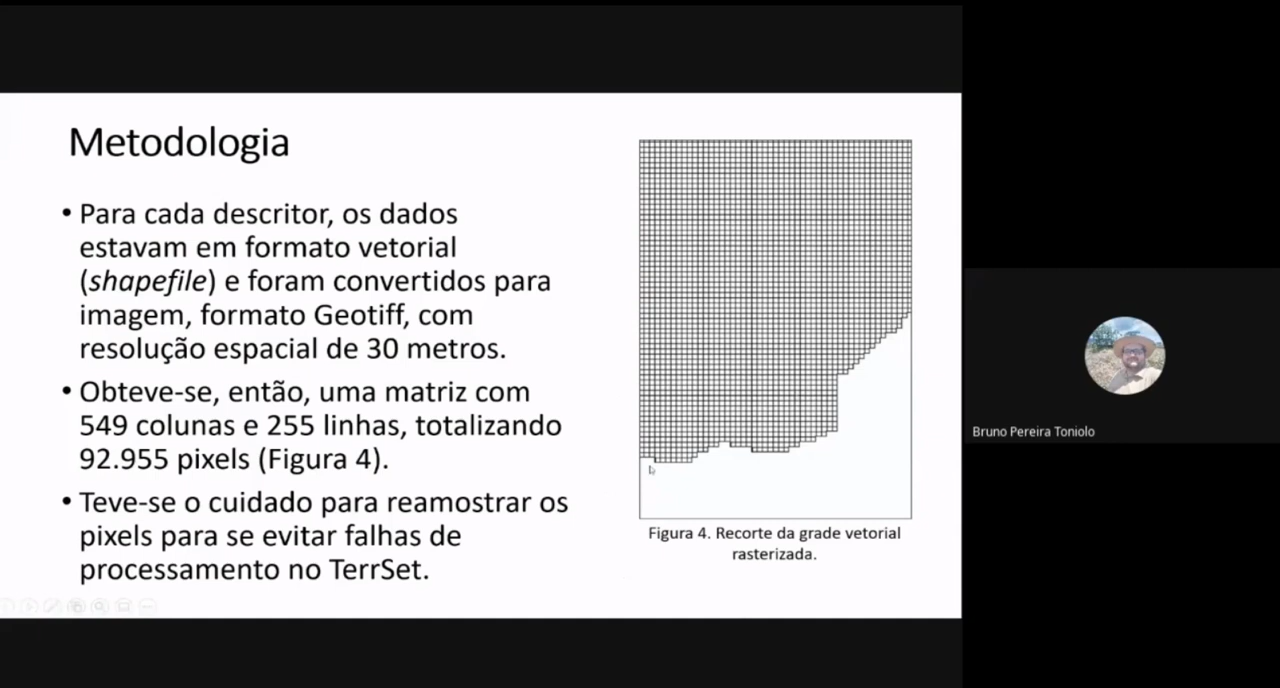 Metodologia
• Para cada descritor, os dados
estavam em formato vetorial
(shapefile) e foram convertidos para
imagem, formato Geotiff, com
resolução espacial de 30 metros.
• Obteve-se, então, uma matriz com
549 colunas e 255 linhas, totalizando
92.955 pixels (Figura 4).
• Teve-se o cuidado para reamostrar os
pixels para se evitar falhas de
processamento no TerrSet.
Figura 4. Recorte da grade vetorial
rasterizada.
Bruno Pereira Toniolo